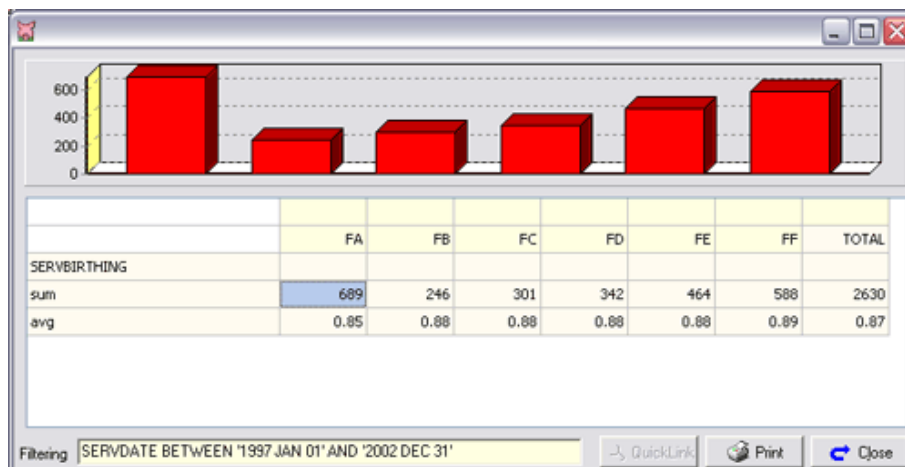 600
400
200
0
FA FB FC FD FE FF TOTAL
SERVBIRTHING
sum 689 246 301 342 464 588 2630
avg 0.85 0.88 0.88 0.88 0.88 0.89 0.87
Filtering SERVDATE BETWEEN '1997 JAN 01' AND '2002 DEC 31' QuickLink Print Close